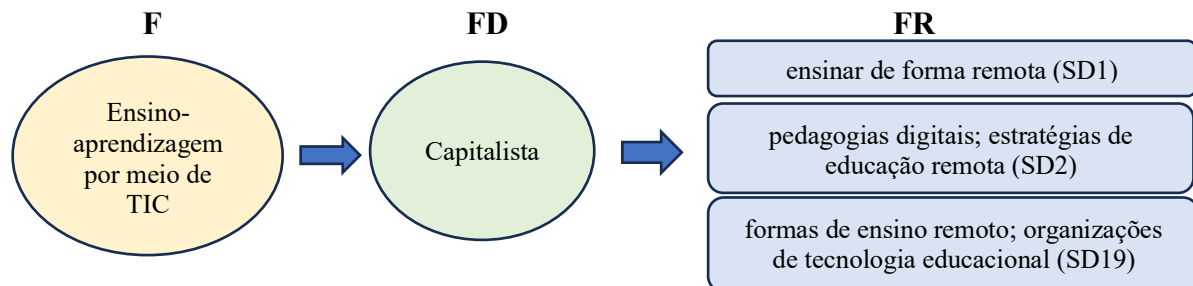 F
FD
FR
Ensino-
aprendizagem
por meio de
TIC
Capitalista
ensinar de forma remota (SD1)
pedagogias digitais; estratégias de
educação remota (SD2)
formas de ensino remoto; organizações
de tecnologia educacional (SD19)